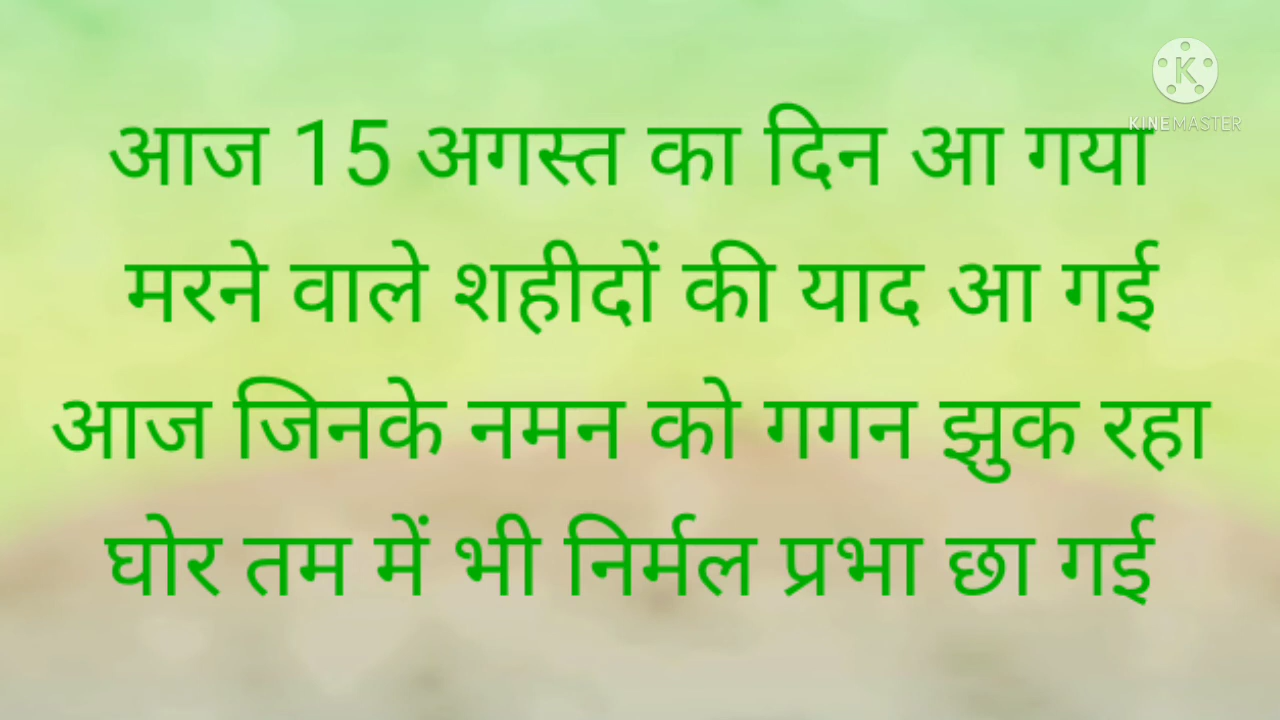 KINEMASTER
आज 15 अगस्त का दिन आ गया
मरने वाले शहीदों की याद आ गई
आज जिनके नमन को गगन झुक रहा
घोर तम में भी निर्मल प्रभा छा गई